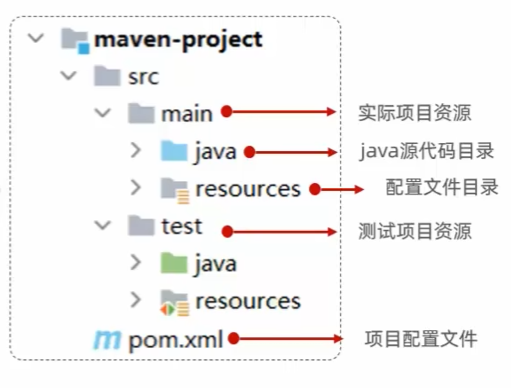 maven-project
src
main 实际项目资源
java java源代码目录
resources 配置文件目录
test 测试项目资源
java
resources
m pom.xml 项目配置文件